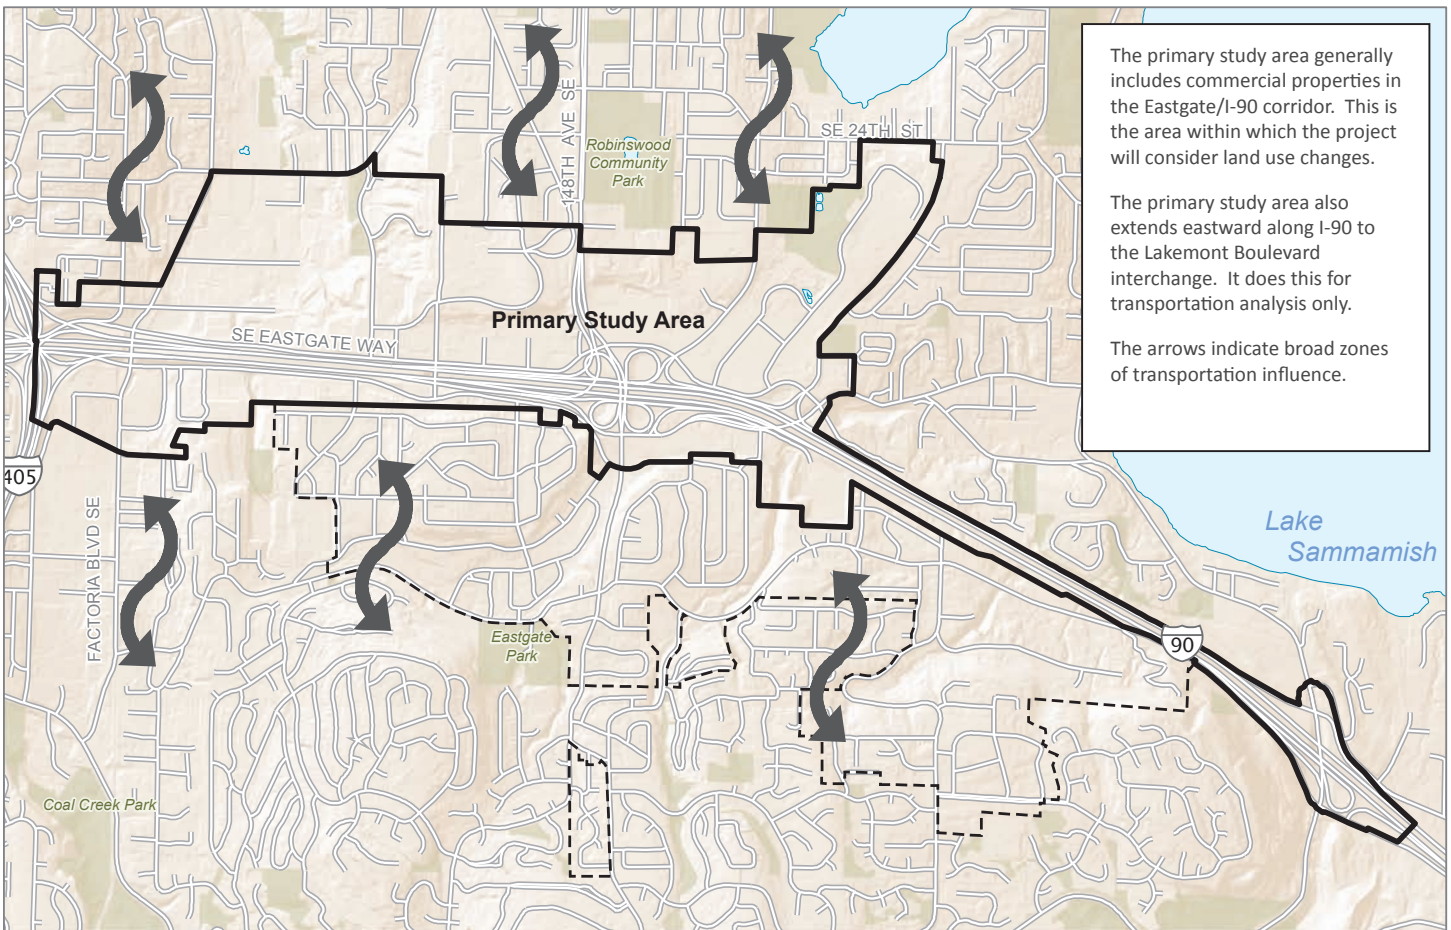 The primary study area generally
includes commercial properties in
the Eastgate/I-90 corridor.  This is
the area within which the project
will consider land use changes.
The primary study area also
extends eastward along I-90 to
the Lakemont Boulevard
interchange.  It does this for
transportation analysis only.
The arrows indicate broad zones
of transportation influence.
SE 24TH ST
148TH AVE SE
Robinswood
Community
Park
Primary Study Area
SE EASTGATE WAY
405
FACTORIA BLVD SE
Lake
Sammamish
Eastgate
Park
90
Coal Creek Park